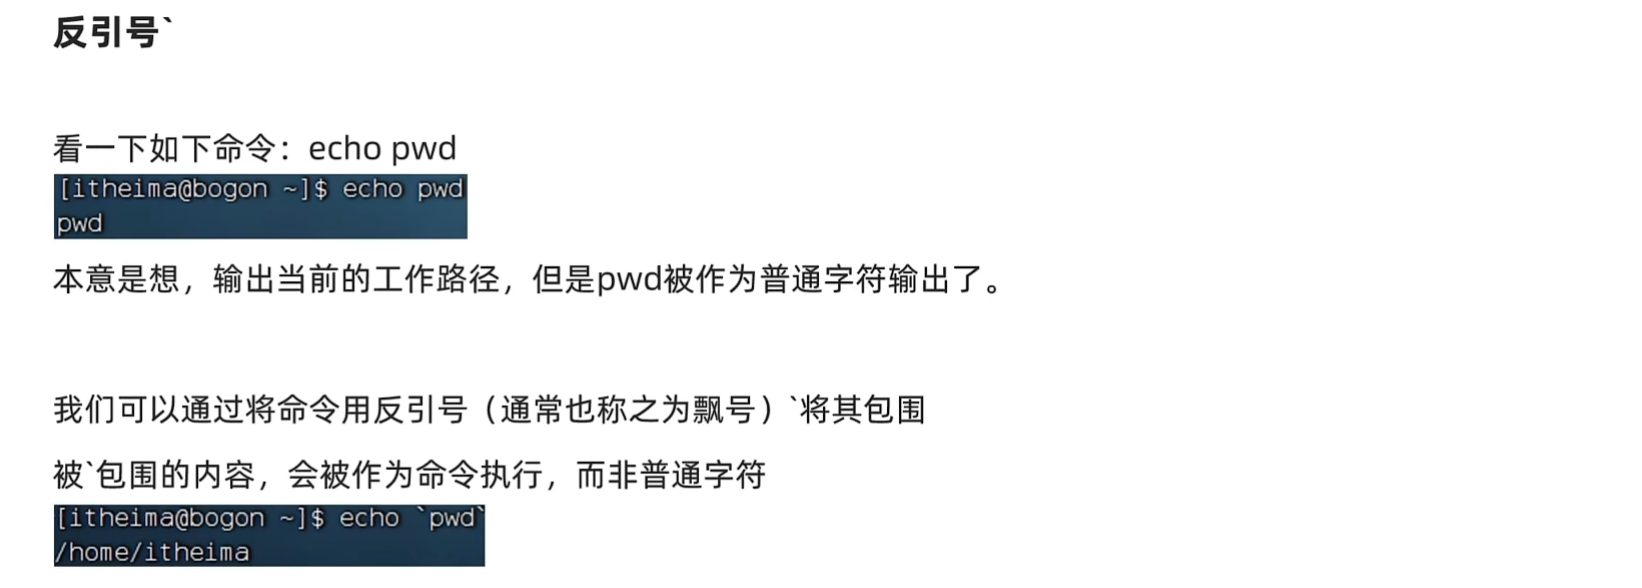 反引号`
看一下如下命令：echo pwd
[itheima@bogon ~]$ echo pwd
pwd
本意是想，输出当前的工作路径，但是pwd被作为普通字符输出了。
我们可以通过将命令用反引号（通常也称之为飘号）`将其包围
被`包围的内容，会被作为命令执行，而非普通字符
[itheima@bogon ~]$ echo `pwd`
/home/itheima